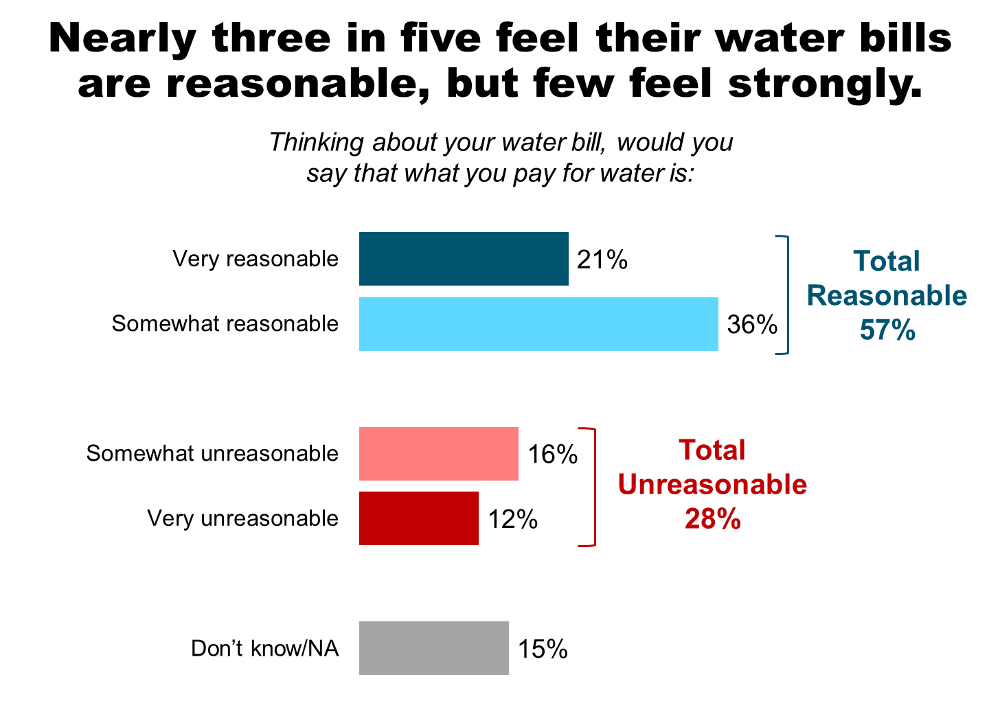 Nearly three in five feel their water bills
are reasonable, but few feel strongly.
Thinking about your water bill, would you
say that what you pay for water is:
Very reasonable
21%
Somewhat reasonable
36%
Total
Reasonable
57%
Somewhat unreasonable
16%
Very unreasonable
12%
Total
Unreasonable
28%
Don’t know/NA
15%